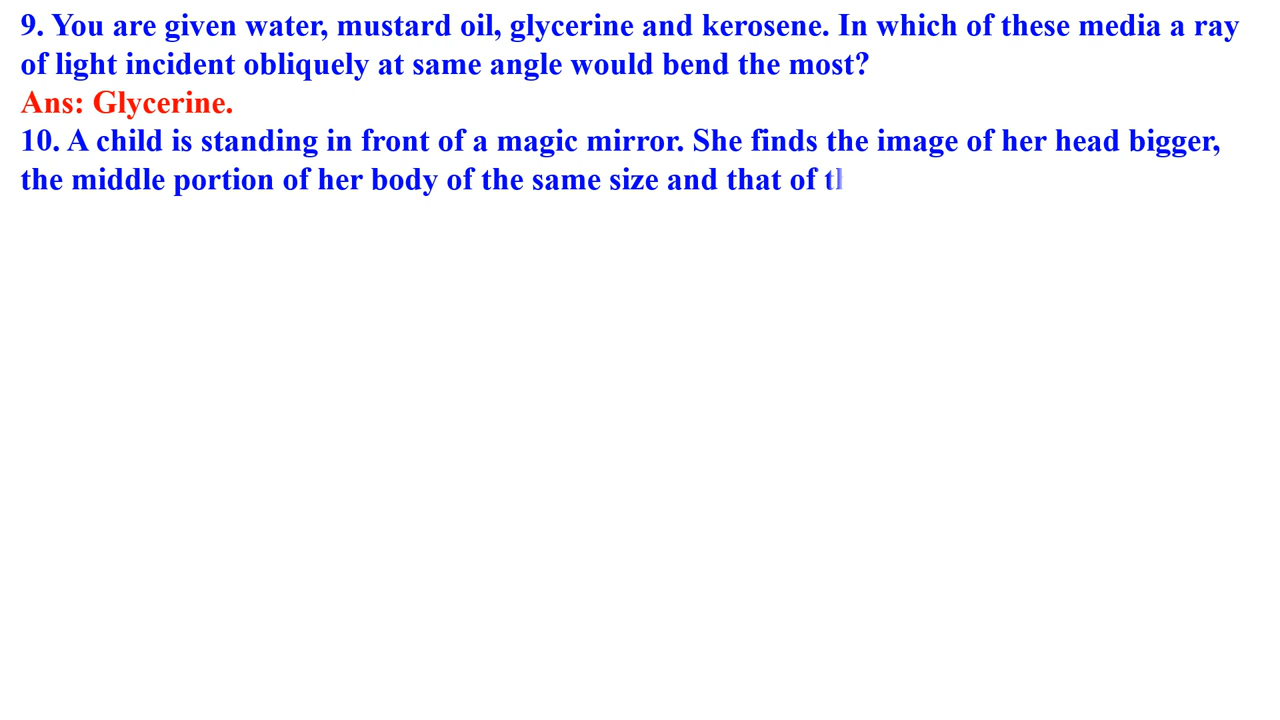 9. You are given water, mustard oil, glycerine and kerosene. In which of these media a ray
of light incident obliquely at same angle would bend the most?
Ans: Glycerine.
10. A child is standing in front of a magic mirror. She finds the image of her head bigger,
the middle portion of her body of the same size and that of